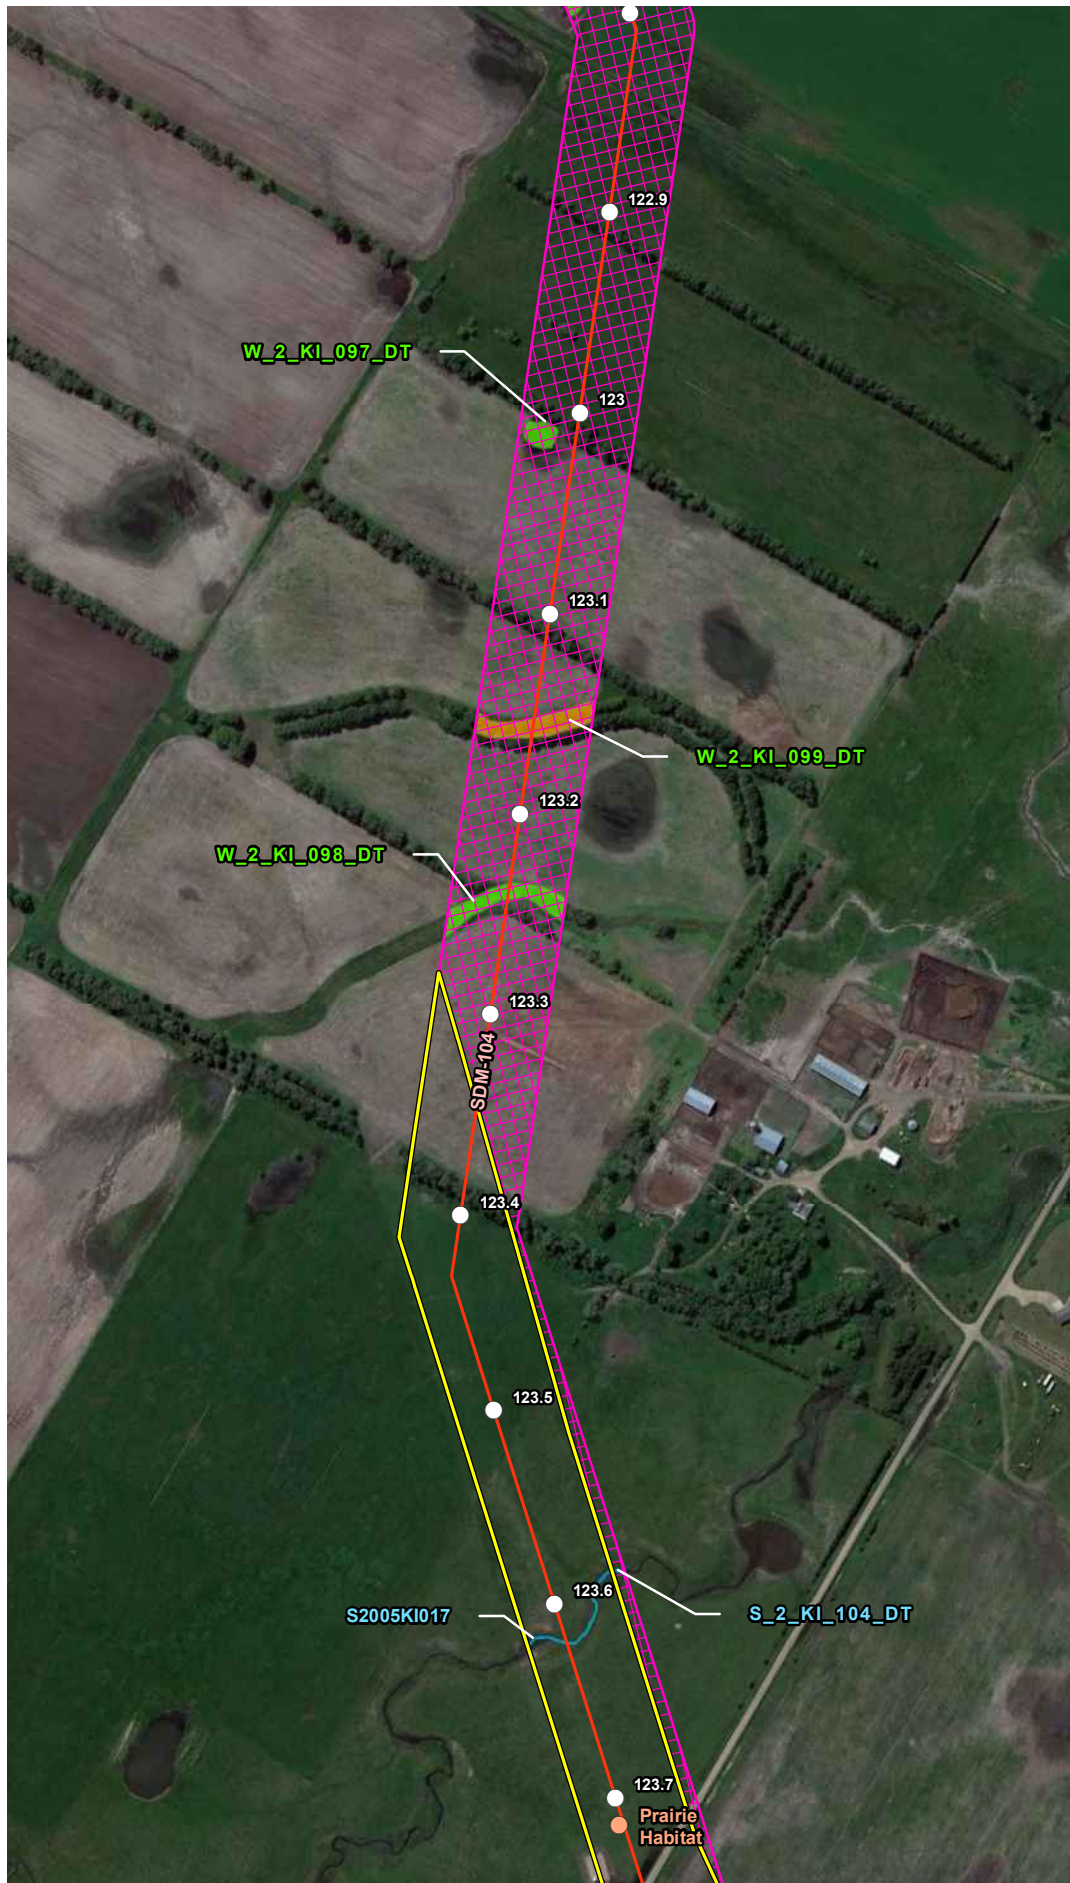 122.9
W_2_KI_097_DT
123
123.1
W_2_KI_099_DT
123.2
W_2_KI_098_DT
123.3
SDM-104
123.4
123.5
123.6
S2005KI017
S_2_KI_104_DT
123.7
Prairie
Habitat